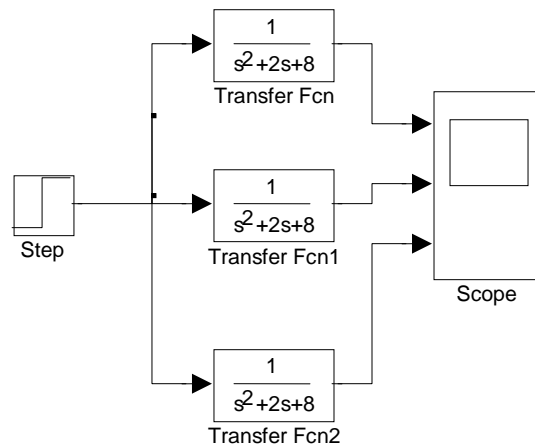 1
s²+2s+8
Transfer Fcn
1
s²+2s+8
Transfer Fcn1
Step
Scope
1
s²+2s+8
Transfer Fcn2